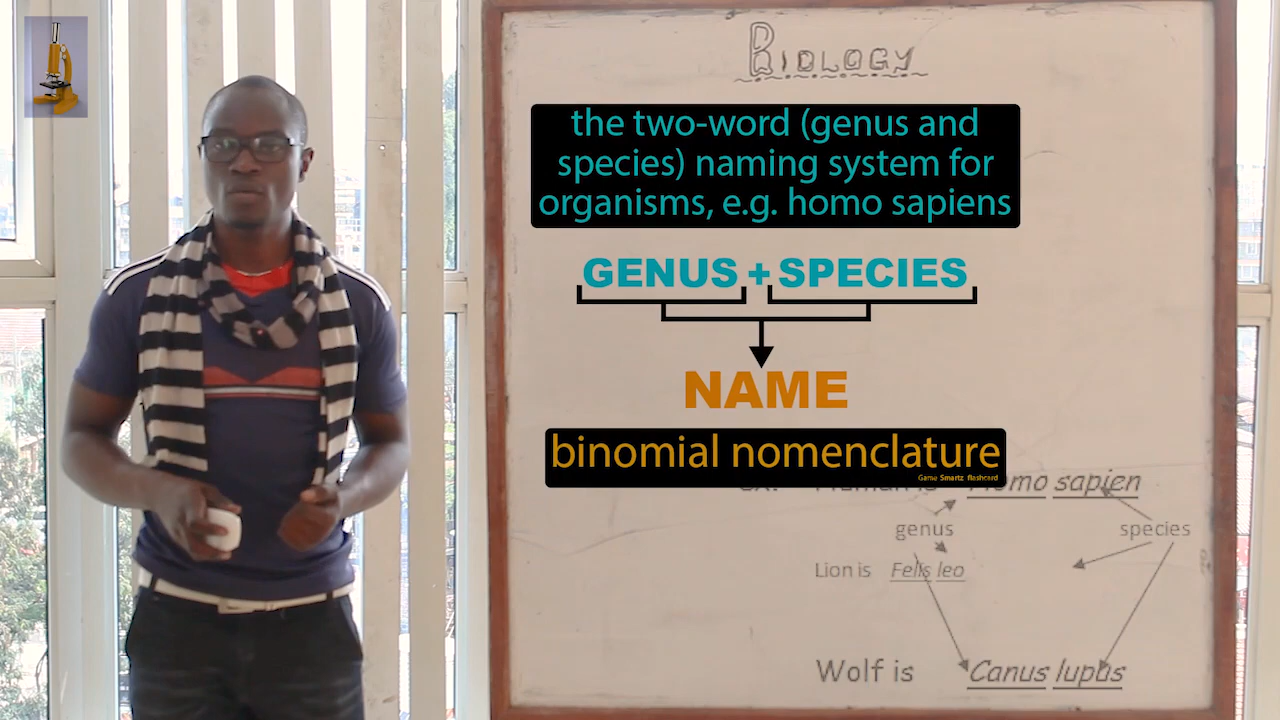 BIOLOGY
the two-word (genus and
species) naming system for
organisms, e.g. homo sapiens
GENUS + SPECIES
NAME
binomial nomenclature
Game Smartz flashcard
Homo sapien
genus species
Lion is Felis leo
Wolf is Canus lupus